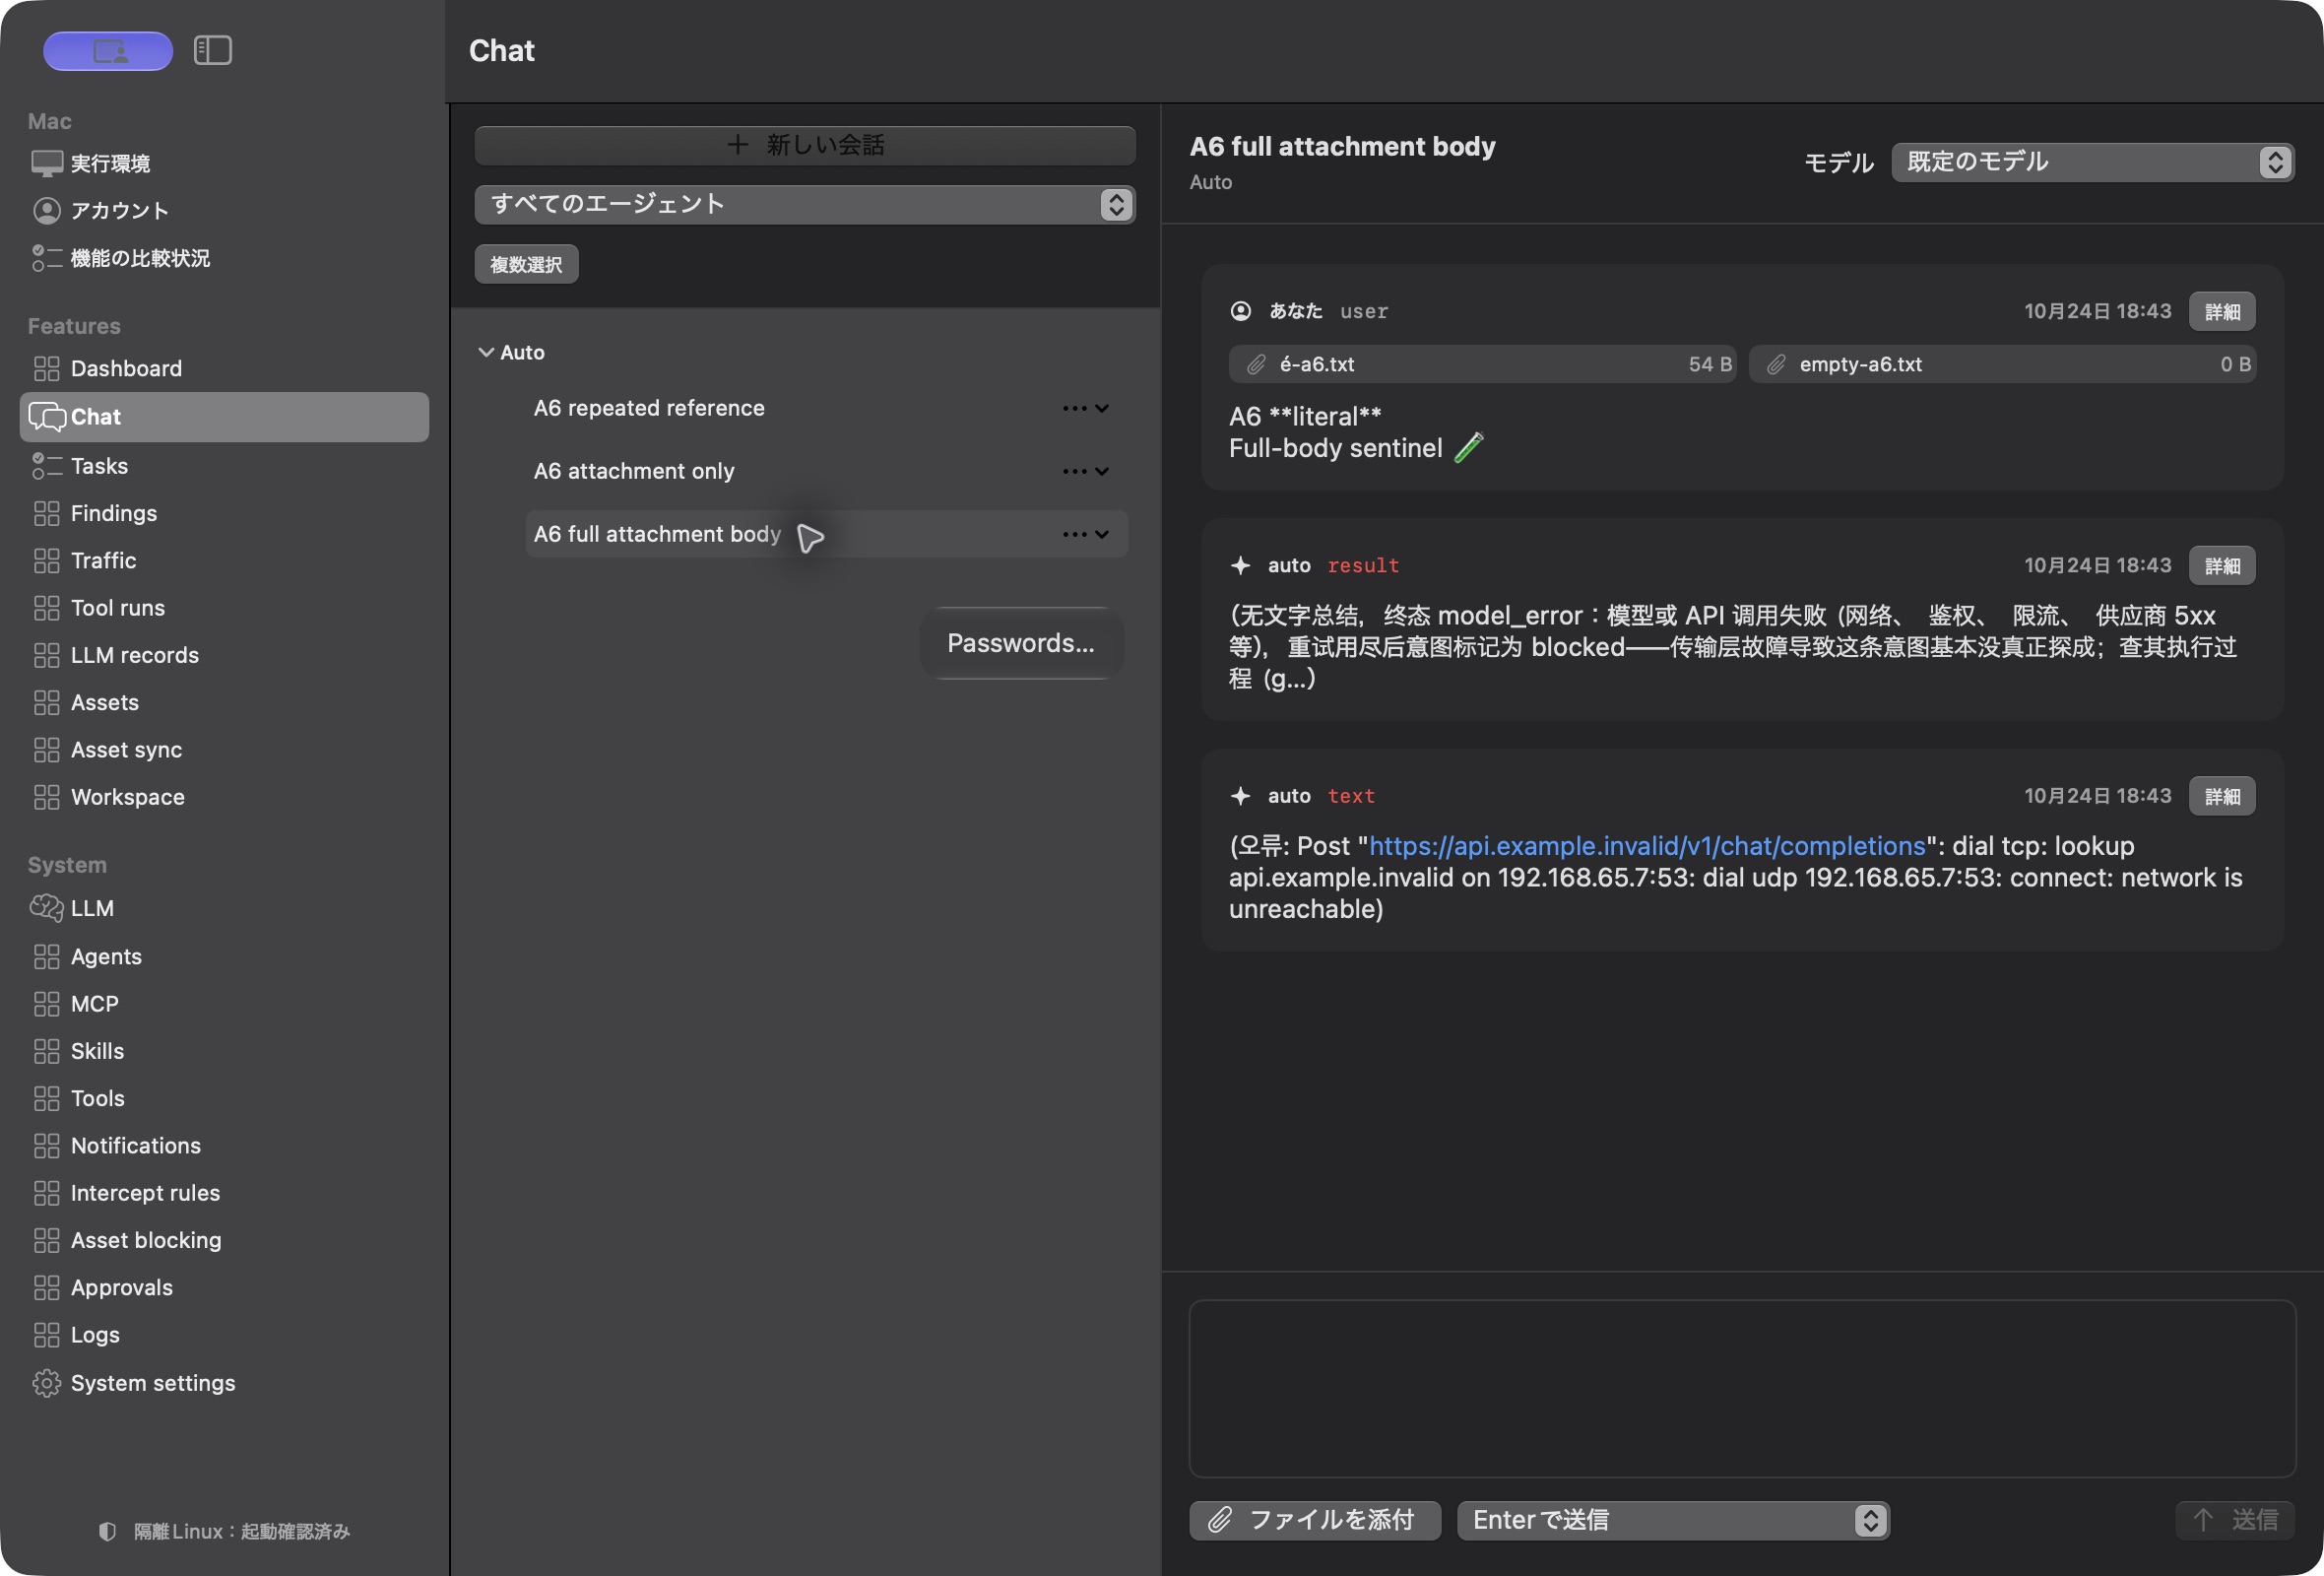 Chat
Mac
実行環境
アカウント
機能の比較状況
Features
Dashboard
Chat
Tasks
Findings
Traffic
Tool runs
LLM records
Assets
Asset sync
Workspace
System
LLM
Agents
MCP
Skills
Tools
Notifications
Intercept rules
Asset blocking
Approvals
Logs
System settings
隔離Linux：起動確認済み
新しい会話
すべてのエージェント
複数選択
Auto
A6 repeated reference
A6 attachment only
A6 full attachment body
Passwords...
A6 full attachment body
Auto
モデル 既定のモデル
あなた user 10月24日 18:43 詳細
é-a6.txt 54 B empty-a6.txt 0 B
A6 **literal**
Full-body sentinel 🧪
auto result 10月24日 18:43 詳細
(无文字总结，终态 model_error：模型或 API 调用失败 (网络、 鉴权、 限流、 供应商 5xx
等)，重试用尽后意图标记为 blocked——传输层故障导致这条意图基本没真正探成；查其执行过
程 (g...)
auto text 10月24日 18:43 詳細
(오류: Post "https://api.example.invalid/v1/chat/completions": dial tcp: lookup
api.example.invalid on 192.168.65.7:53: dial udp 192.168.65.7:53: connect: network is
unreachable)
ファイルを添付 Enterで送信 送信